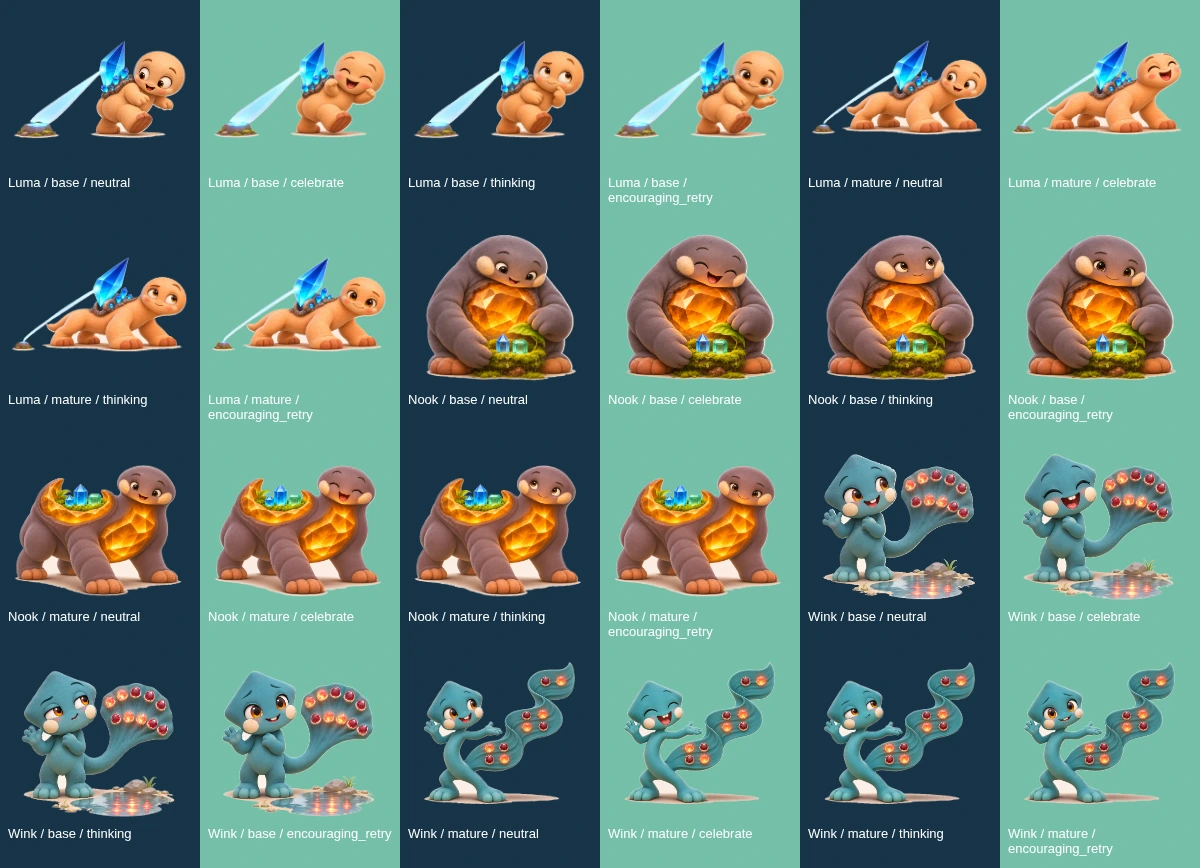 Luma / base / neutral
Luma / base / celebrate
Luma / base / thinking
Luma / base /
encouraging_retry
Luma / mature / neutral
Luma / mature / celebrate
Luma / mature / thinking
Luma / mature /
encouraging_retry
Nook / base / neutral
Nook / base / celebrate
Nook / base / thinking
Nook / base /
encouraging_retry
Nook / mature / neutral
Nook / mature / celebrate
Nook / mature / thinking
Nook / mature /
encouraging_retry
Wink / base / neutral
Wink / base / celebrate
Wink / base / thinking
Wink / base / encouraging_retry
Wink / mature / neutral
Wink / mature / celebrate
Wink / mature / thinking
Wink / mature /
encouraging_retry